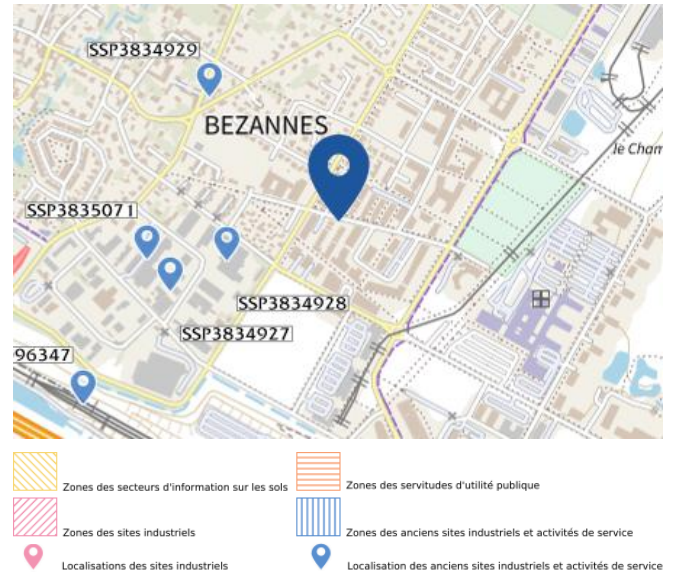 SSP3834929
BEZANNES
le Cham
SSP3835071
SSP3834928
SSP3834927
96347
Zones des secteurs d'information sur les sols
Zones des servitudes d'utilité publique
Zones des sites industriels
Zones des anciens sites industriels et activités de service
Localisations des sites industriels
Localisation des anciens sites industriels et activités de service